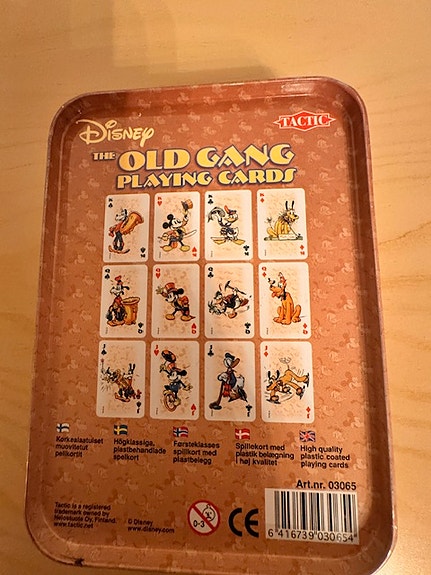 Disney
TACTIC
THE OLD GANG
PLAYING CARDS
Korkealaatuiset
muovitetut
pelikortit
Högklassiga,
plastbehandlade
spelkort
Førsteklasses
spillkort med
plastbelegg
Spillekort med
plastik belægning
i høj kvalitet
High quality
plastic coated
playing cards
Art.nr. 03065
Tactic is a registered
trademark owned by
Nelostuote Oy, Finland.
www.tactic.net
© Disney
www.disney.com
0-3
CE
6 416739 030654